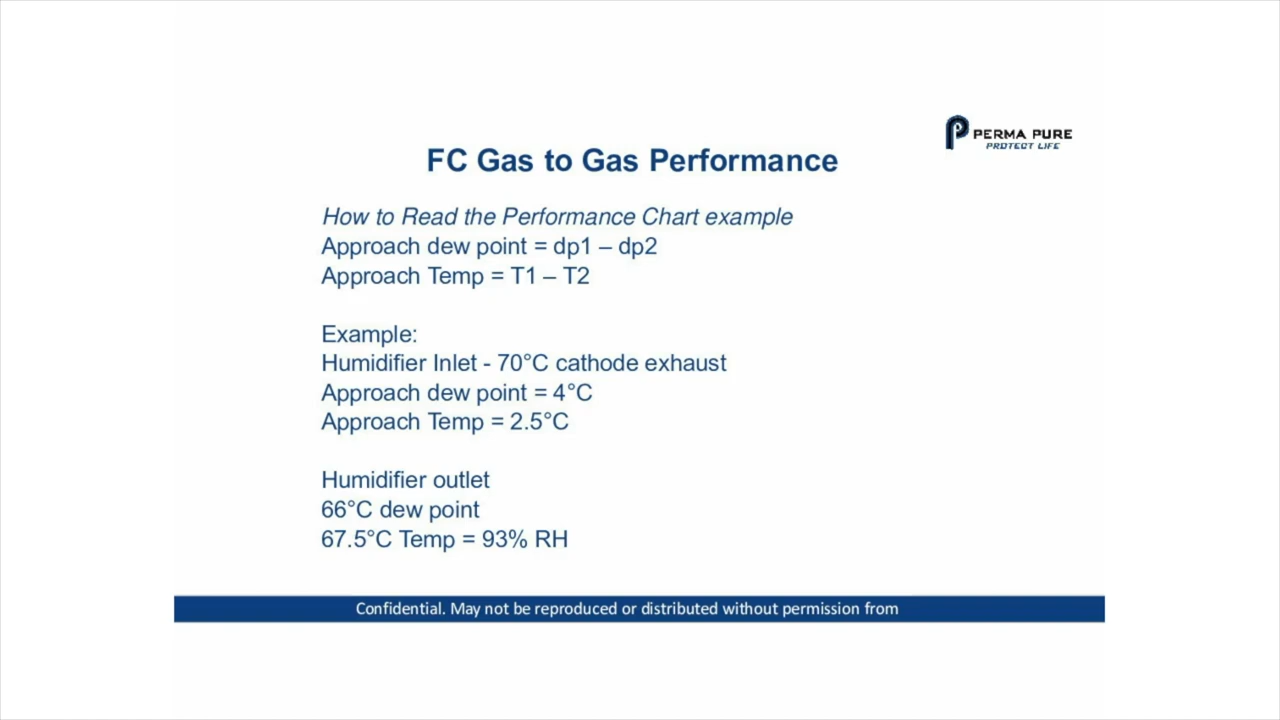 PERMA PURE
PROTECT LIFE
FC Gas to Gas Performance
How to Read the Performance Chart example
Approach dew point = dp1 – dp2
Approach Temp = T1 – T2
Example:
Humidifier Inlet - 70°C cathode exhaust
Approach dew point = 4°C
Approach Temp = 2.5°C
Humidifier outlet
66°C dew point
67.5°C Temp = 93% RH
Confidential. May not be reproduced or distributed without permission from